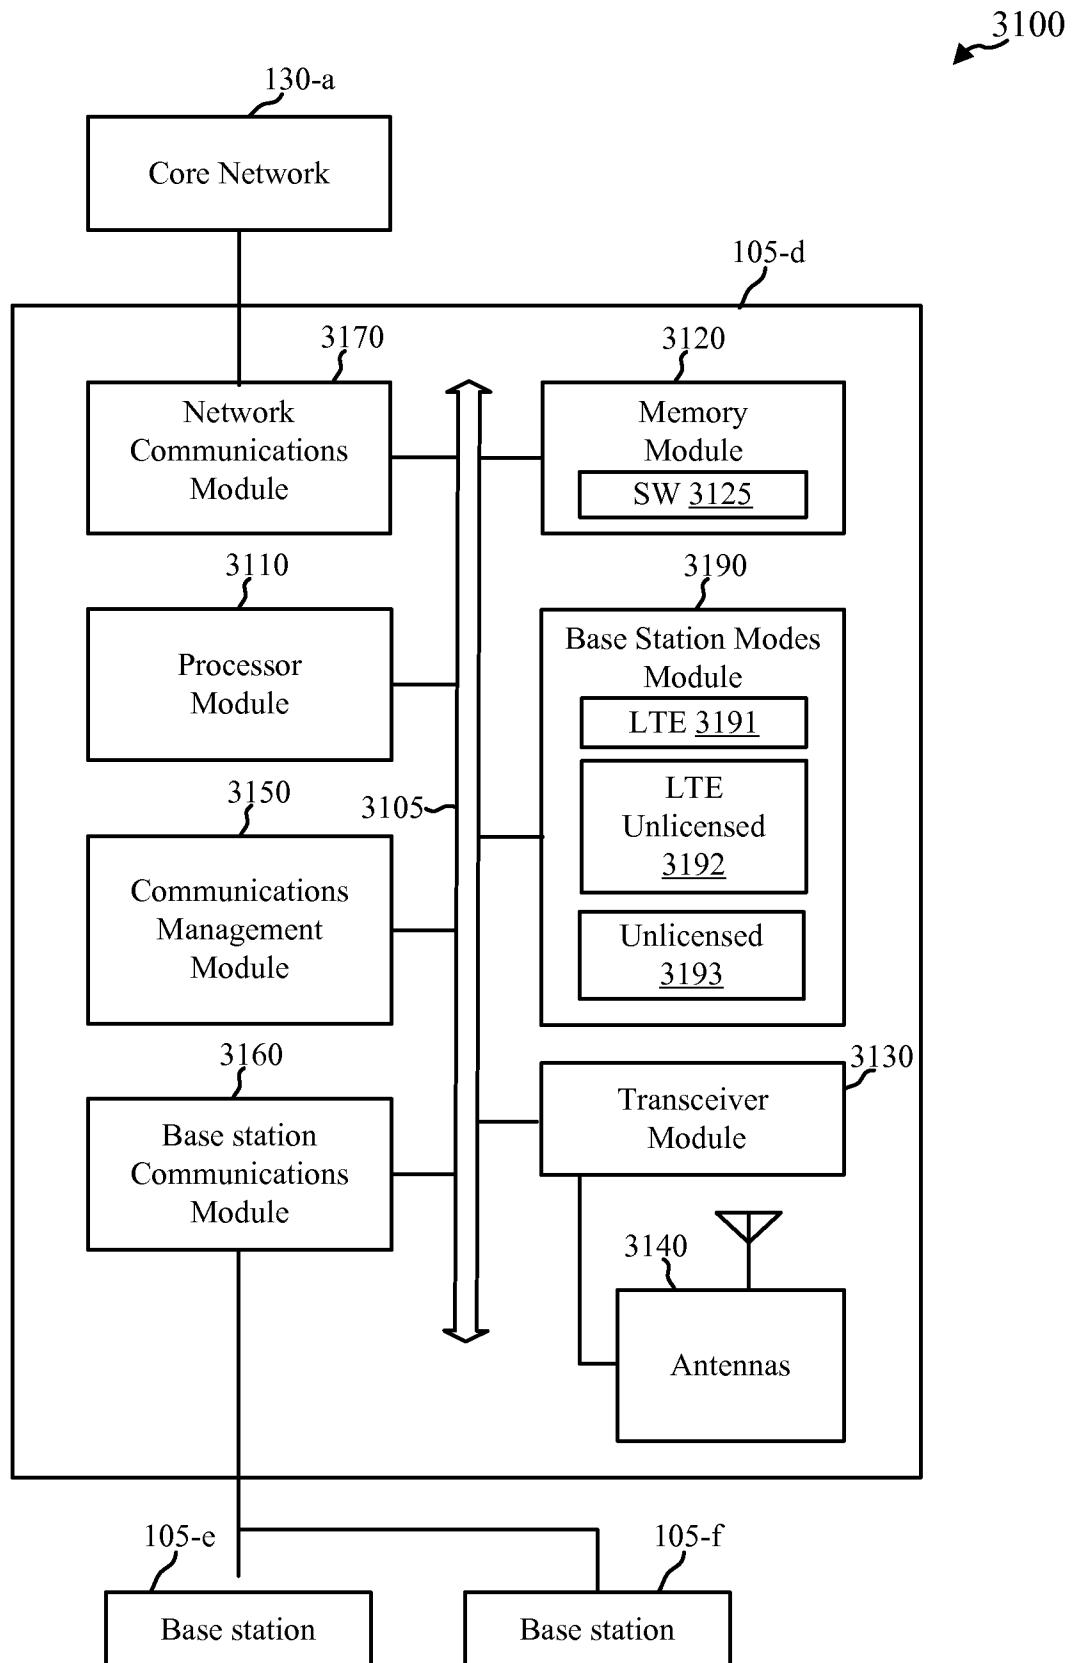 3100
130-a
Core Network
105-d
3170
Network
Communications
Module
3120
Memory
Module
SW 3125
3110
Processor
Module
3190
Base Station Modes
Module
LTE 3191
LTE
Unlicensed
3192
Unlicensed
3193
3105
3150
Communications
Management
Module
3160
Base station
Communications
Module
3130
Transceiver
Module
3140
Antennas
105-e
Base station
105-f
Base station